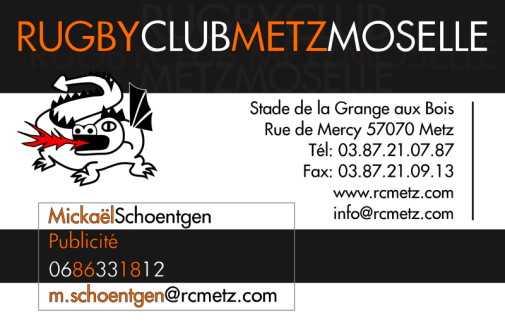 RUGBYCLUBMETZMOSELLE
Stade de la Grange aux Bois
Rue de Mercy 57070 Metz
Tél: 03.87.21.07.87
Fax: 03.87.21.09.13
www.rcmetz.com
info@rcmetz.com
MickaëlSchoentgen
Publicité
0686331812
m.schoentgen@rcmetz.com